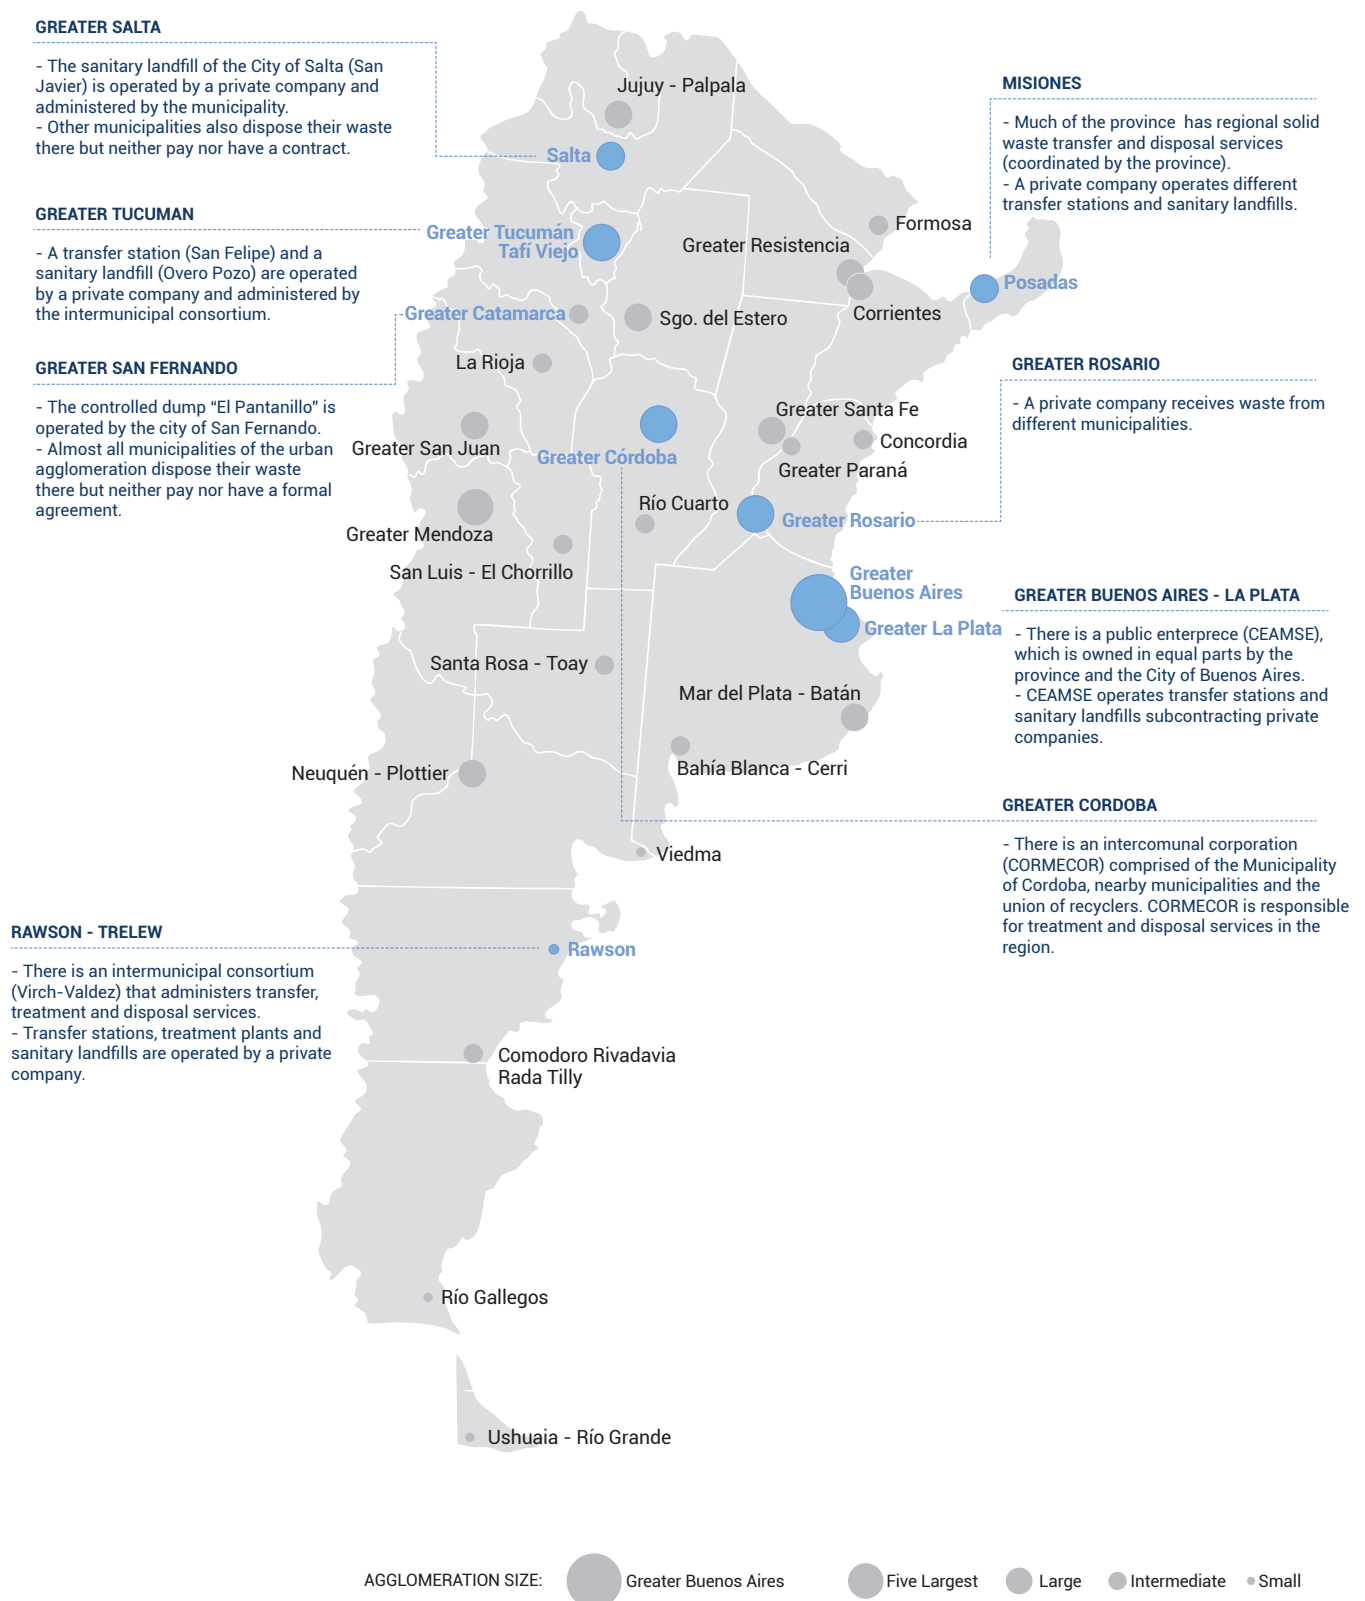 GREATER SALTA
- The sanitary landfill of the City of Salta (San
Javier) is operated by a private company and
administered by the municipality.
- Other municipalities also dispose their waste
there but neither pay nor have a contract.
GREATER TUCUMAN
- A transfer station (San Felipe) and a
sanitary landfill (Overo Pozo) are operated
by a private company and administered by
the intermunicipal consortium.
GREATER SAN FERNANDO
- The controlled dump “El Pantanillo” is
operated by the city of San Fernando.
- Almost all municipalities of the urban
agglomeration dispose their waste
there but neither pay nor have a formal
agreement.
RAWSON - TRELEW
- There is an intermunicipal consortium
(Virch-Valdez) that administers transfer,
treatment and disposal services.
- Transfer stations, treatment plants and
sanitary landfills are operated by a private
company.
Jujuy - Palpala
Salta
Greater Tucumán
Tafí Viejo
Formosa
Greater Resistencia
Posadas
Corrientes
Greater Catamarca
Sgo. del Estero
La Rioja
Greater San Juan
Greater Córdoba
Greater Santa Fe
Concordia
Greater Paraná
Río Cuarto
Greater Rosario
Greater Mendoza
San Luis - El Chorrillo
Greater
Buenos Aires
Greater La Plata
Santa Rosa - Toay
Mar del Plata - Batán
Bahía Blanca - Cerri
Neuquén - Plottier
Viedma
Rawson
Comodoro Rivadavia
Rada Tilly
Río Gallegos
Ushuaia - Río Grande
MISIONES
- Much of the province has regional solid
waste transfer and disposal services
(coordinated by the province).
- A private company operates different
transfer stations and sanitary landfills.
GREATER ROSARIO
- A private company receives waste from
different municipalities.
GREATER BUENOS AIRES - LA PLATA
- There is a public enterprece (CEAMSE),
which is owned in equal parts by the
province and the City of Buenos Aires.
- CEAMSE operates transfer stations and
sanitary landfills subcontracting private
companies.
GREATER CORDOBA
- There is an intercomunal corporation
(CORMECOR) comprised of the Municipality
of Cordoba, nearby municipalities and the
union of recyclers. CORMECOR is responsible
for treatment and disposal services in the
region.
AGGLOMERATION SIZE: Greater Buenos Aires Five Largest Large Intermediate Small